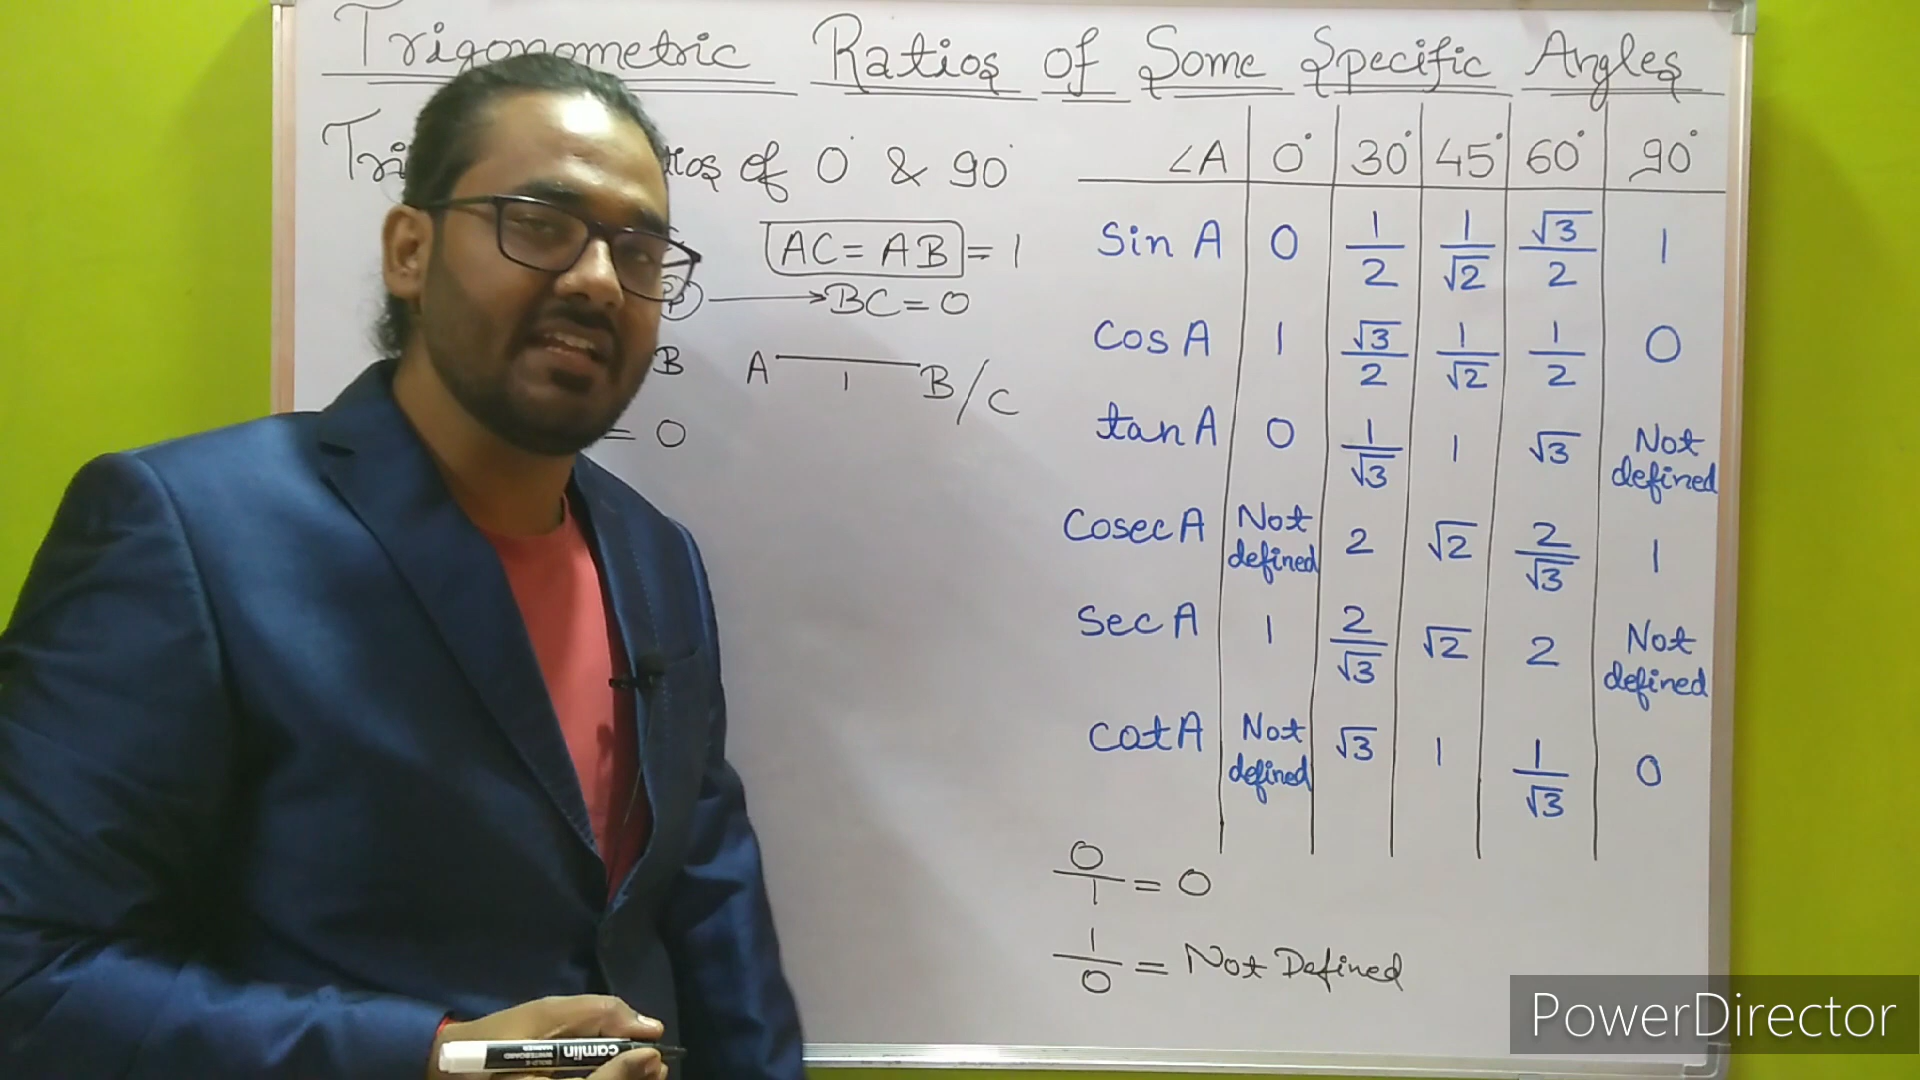 Trigonometric Ratios of Some Specific Angles
of 0° & 90°
AC = AB = 1
BC = 0
B
A 1 B/C
= 0
∠A 0° 30° 45° 60° 90°
Sin A 0 1/2 1/√2 √3/2 1
Cos A 1 √3/2 1/√2 1/2 0
tan A 0 1/√3 1 √3 Not defined
Cosec A Not defined 2 √2 2/√3 1
Sec A 1 2/√3 √2 2 Not defined
Cot A Not defined √3 1 1/√3 0
0/1 = 0
1/0 = Not Defined
camlin
PowerDirector